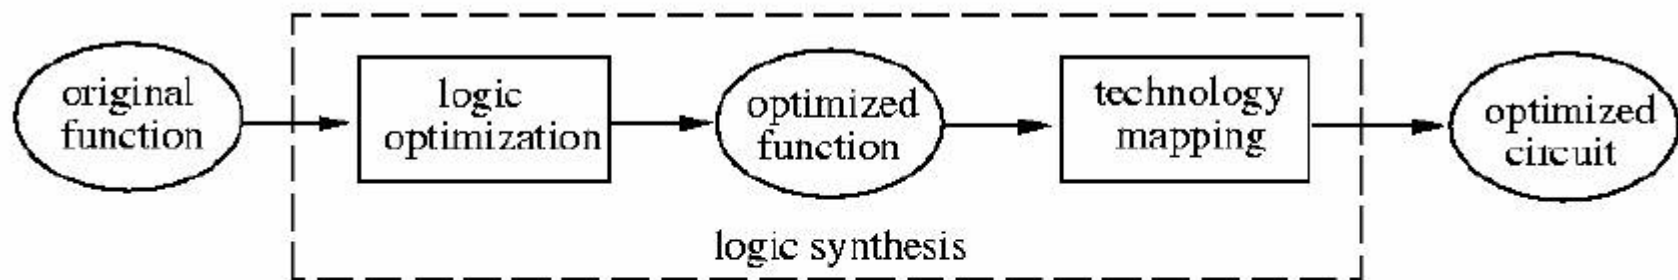 original
function
logic
optimization
optimized
function
technology
mapping
optimized
circuit
logic synthesis